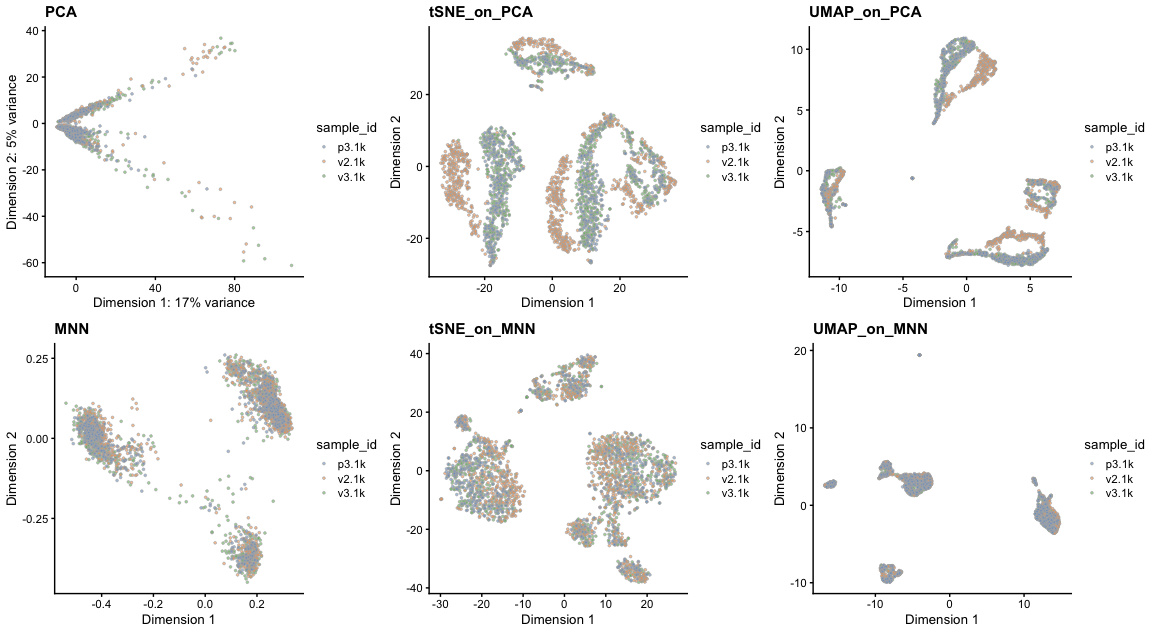 PCA
40
20
0
-20
-40
-60
0
40
80
Dimension 1: 17% variance
Dimension 2: 5% variance
sample_id
p3.1k
v2.1k
v3.1k
tSNE_on_PCA
20
0
-20
-20
0
20
Dimension 1
Dimension 2
sample_id
p3.1k
v2.1k
v3.1k
UMAP_on_PCA
10
5
0
-5
-10
-5
0
5
Dimension 1
Dimension 2
sample_id
p3.1k
v2.1k
v3.1k
MNN
0.25
0.00
-0.25
-0.4
-0.2
0.0
0.2
Dimension 1
Dimension 2
sample_id
p3.1k
v2.1k
v3.1k
tSNE_on_MNN
40
20
0
-20
-40
-30
-20
-10
0
10
20
Dimension 1
Dimension 2
sample_id
p3.1k
v2.1k
v3.1k
UMAP_on_MNN
20
10
0
-10
-10
0
10
Dimension 1
Dimension 2
sample_id
p3.1k
v2.1k
v3.1k